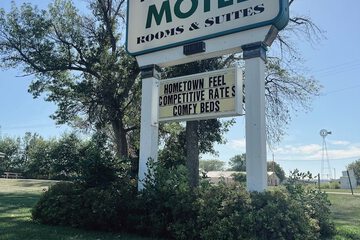 MOTEL
ROOMS & SUITES
HOMETOWN FEEL
COMPETITIVE RATES
COMFY BEDS